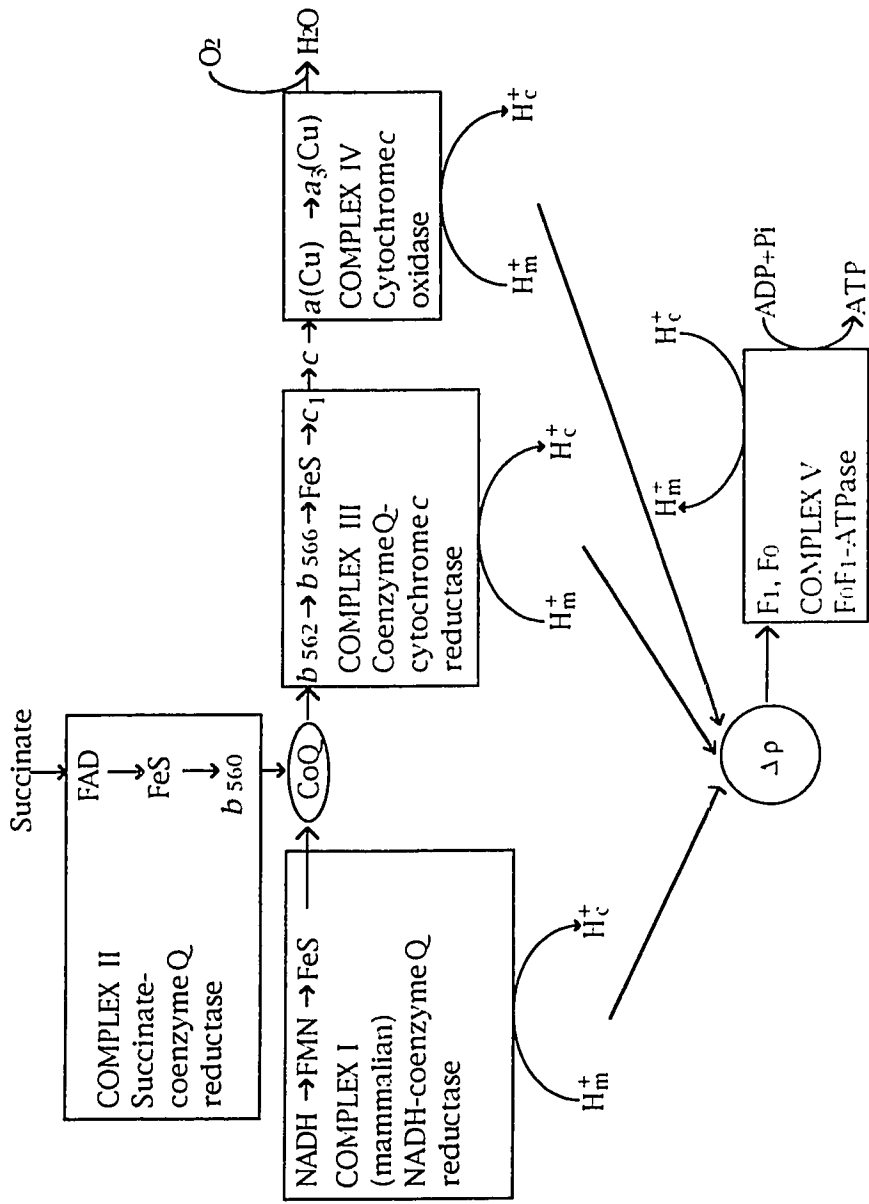 Succinate
FAD
FeS
b 560
COMPLEX II
Succinate-
coenzyme Q
reductase
CoQ
NADH → FMN → FeS
COMPLEX I
(mammalian)
NADH-coenzyme Q
reductase
b 562 → b 566 → FeS → C1
COMPLEX III
Coenzyme Q-
cytochrome c
reductase
c
a(Cu) → a3(Cu)
COMPLEX IV
Cytochrome c
oxidase
O2
H2O
H+m
H+c
H+m
H+c
H+m
H+c
Δρ
F1, F0
COMPLEX V
F0F1-ATPase
H+m
H+c
ADP+Pi
ATP